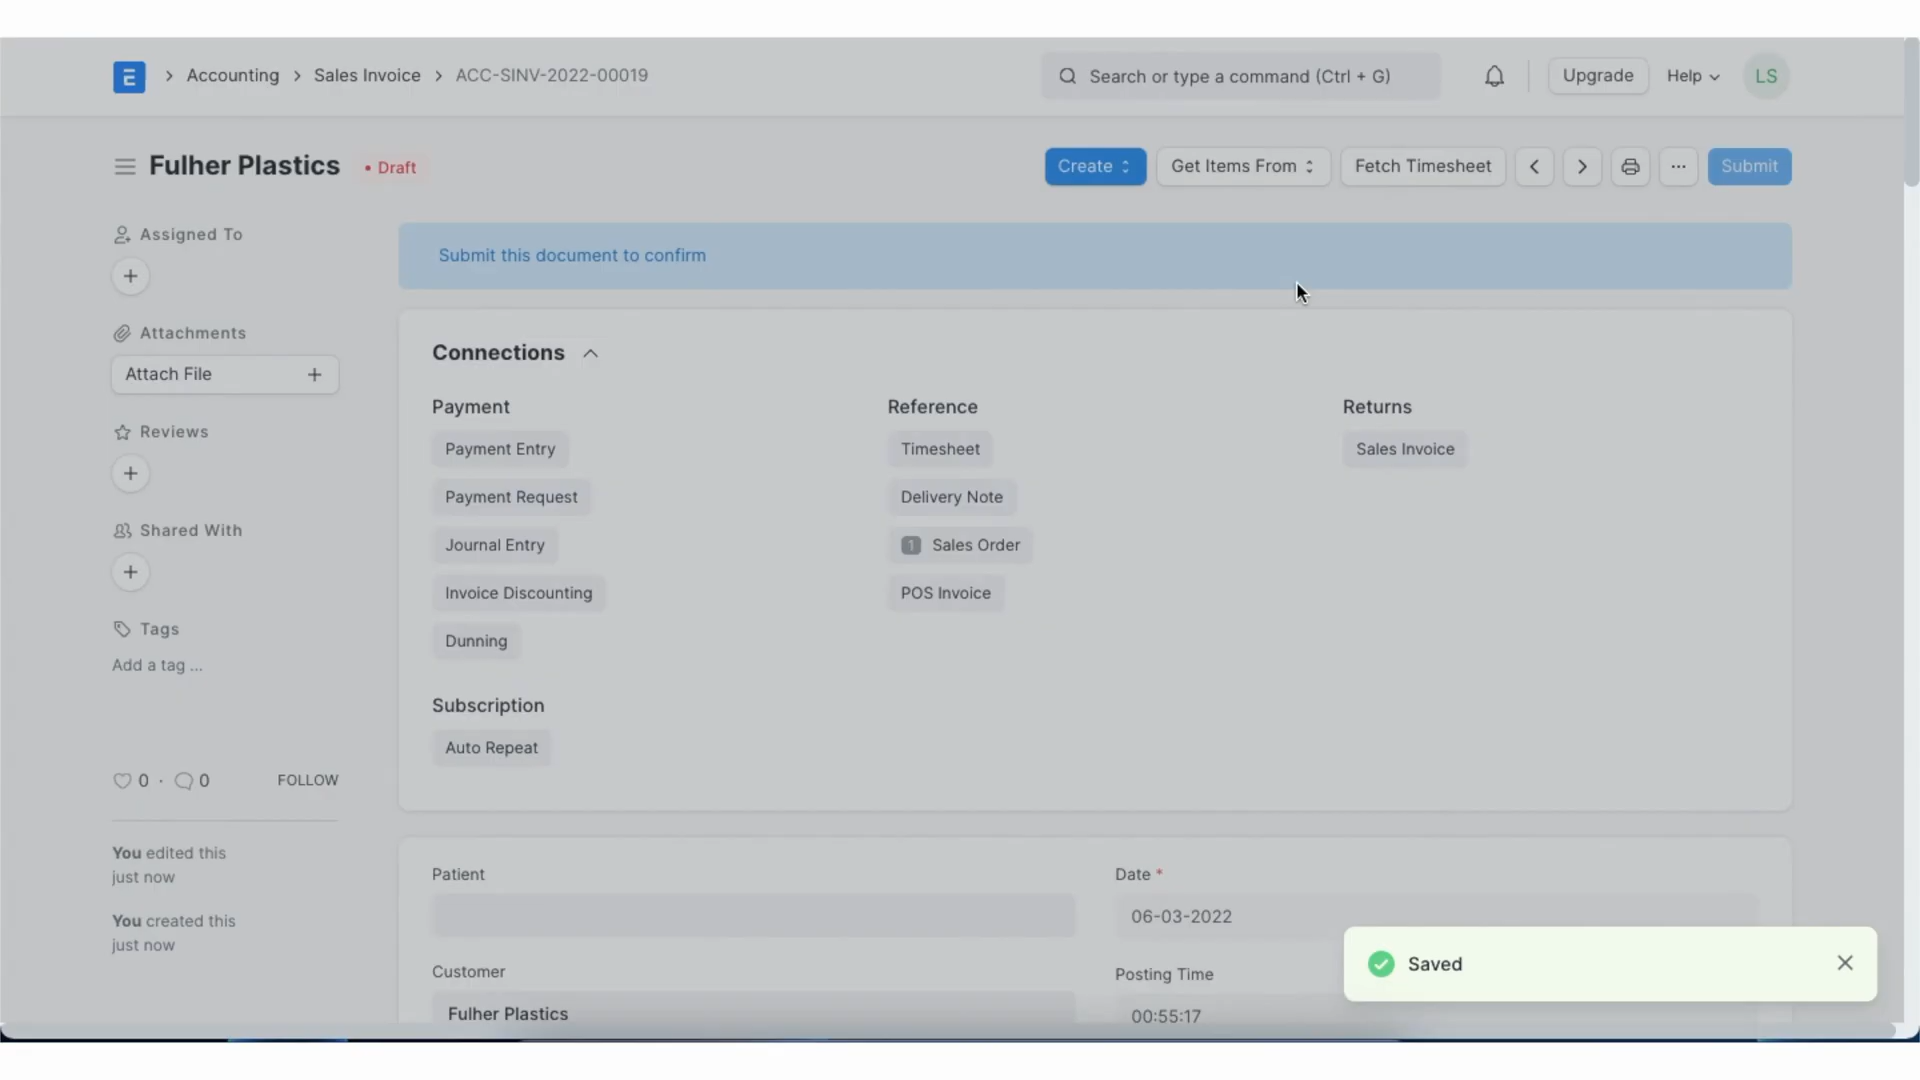 E > Accounting > Sales Invoice > ACC-SINV-2022-00019
Search or type a command (Ctrl + G)
Upgrade
Help
LS
Fulher Plastics
• Draft
Create
Get Items From
Fetch Timesheet
...
Submit
Assigned To
Attachments
Attach File
Reviews
Shared With
Tags
Add a tag ...
0 · 0
FOLLOW
You edited this
just now
You created this
just now
Submit this document to confirm
Connections
Payment
Payment Entry
Payment Request
Journal Entry
Invoice Discounting
Dunning
Reference
Timesheet
Delivery Note
1 Sales Order
POS Invoice
Returns
Sales Invoice
Subscription
Auto Repeat
Patient
Date *
06-03-2022
Customer
Fulher Plastics
Posting Time
00:55:17
Saved